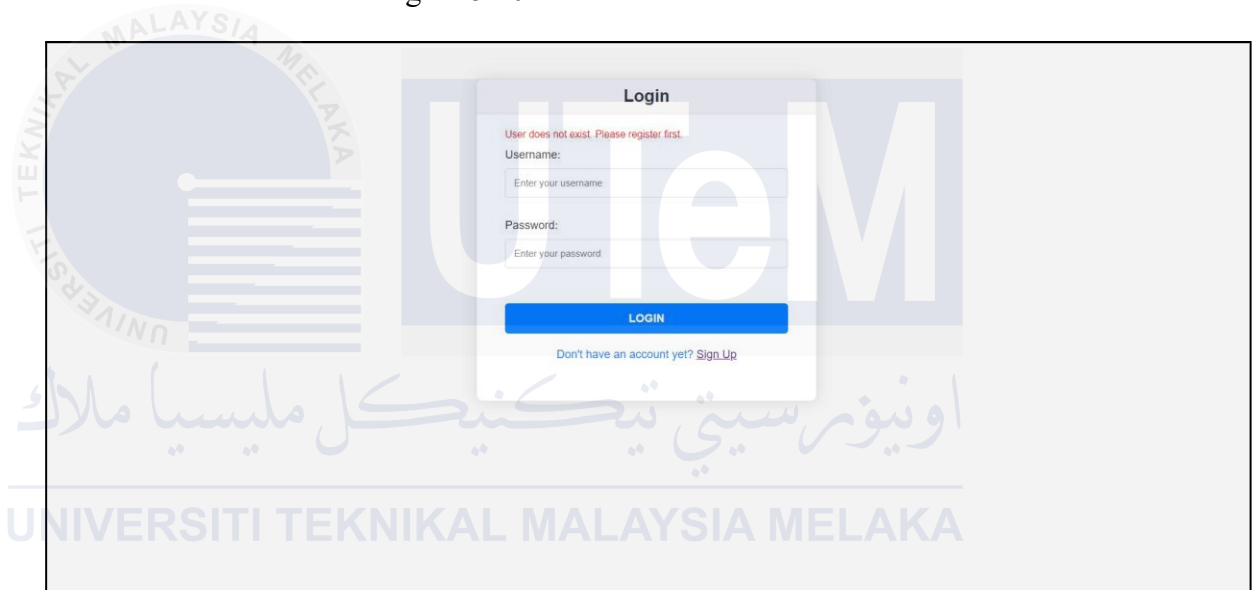 Login
User does not exist. Please register first.
Username:
Enter your username
Password:
Enter your password
LOGIN
Don't have an account yet? Sign Up
UNIVERSITI TEKNIKAL MALAYSIA MELAKA
UTeM
اونيۏرسيتي تيكنيكل مليسيا ملاك
UNIVERSITI TEKNIKAL MALAYSIA MELAKA